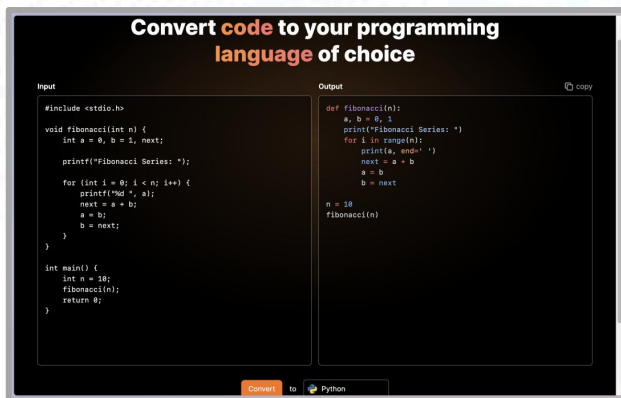 Convert code to your programming
language of choice
Input
#include <stdio.h>
void fibonacci(int n) {
    int a = 0, b = 1, next;
    printf("Fibonacci Series: ");
    for (int i = 0; i < n; i++) {
        printf("%d ", a);
        next = a + b;
        a = b;
        b = next;
    }
}
int main() {
    int n = 10;
    fibonacci(n);
    return 0;
}
Output
copy
def fibonacci(n):
    a, b = 0, 1
    print("Fibonacci Series: ")
    for i in range(n):
        print(a, end=' ')
        next = a + b
        a = b
        b = next
n = 10
fibonacci(n)
Convert to Python